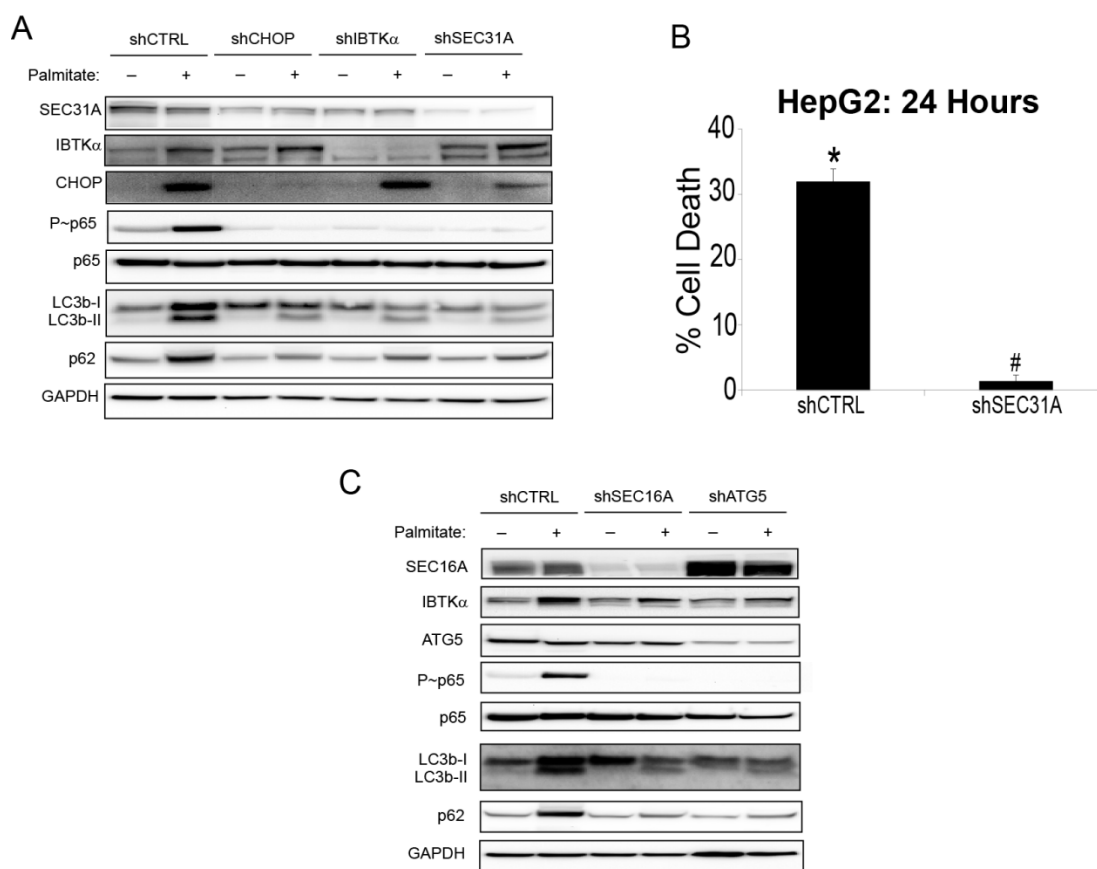 A
shCTRL shCHOP shIBTKα shSEC31A
Palmitate: – + – + – + – +
SEC31A
IBTKα
CHOP
P~p65
p65
LC3b-I
LC3b-II
p62
GAPDH
B
HepG2: 24 Hours
% Cell Death
40
30
20
10
0
*
#
shCTRL shSEC31A
C
shCTRL shSEC16A shATG5
Palmitate: – + – + – +
SEC16A
IBTKα
ATG5
P~p65
p65
LC3b-I
LC3b-II
p62
GAPDH